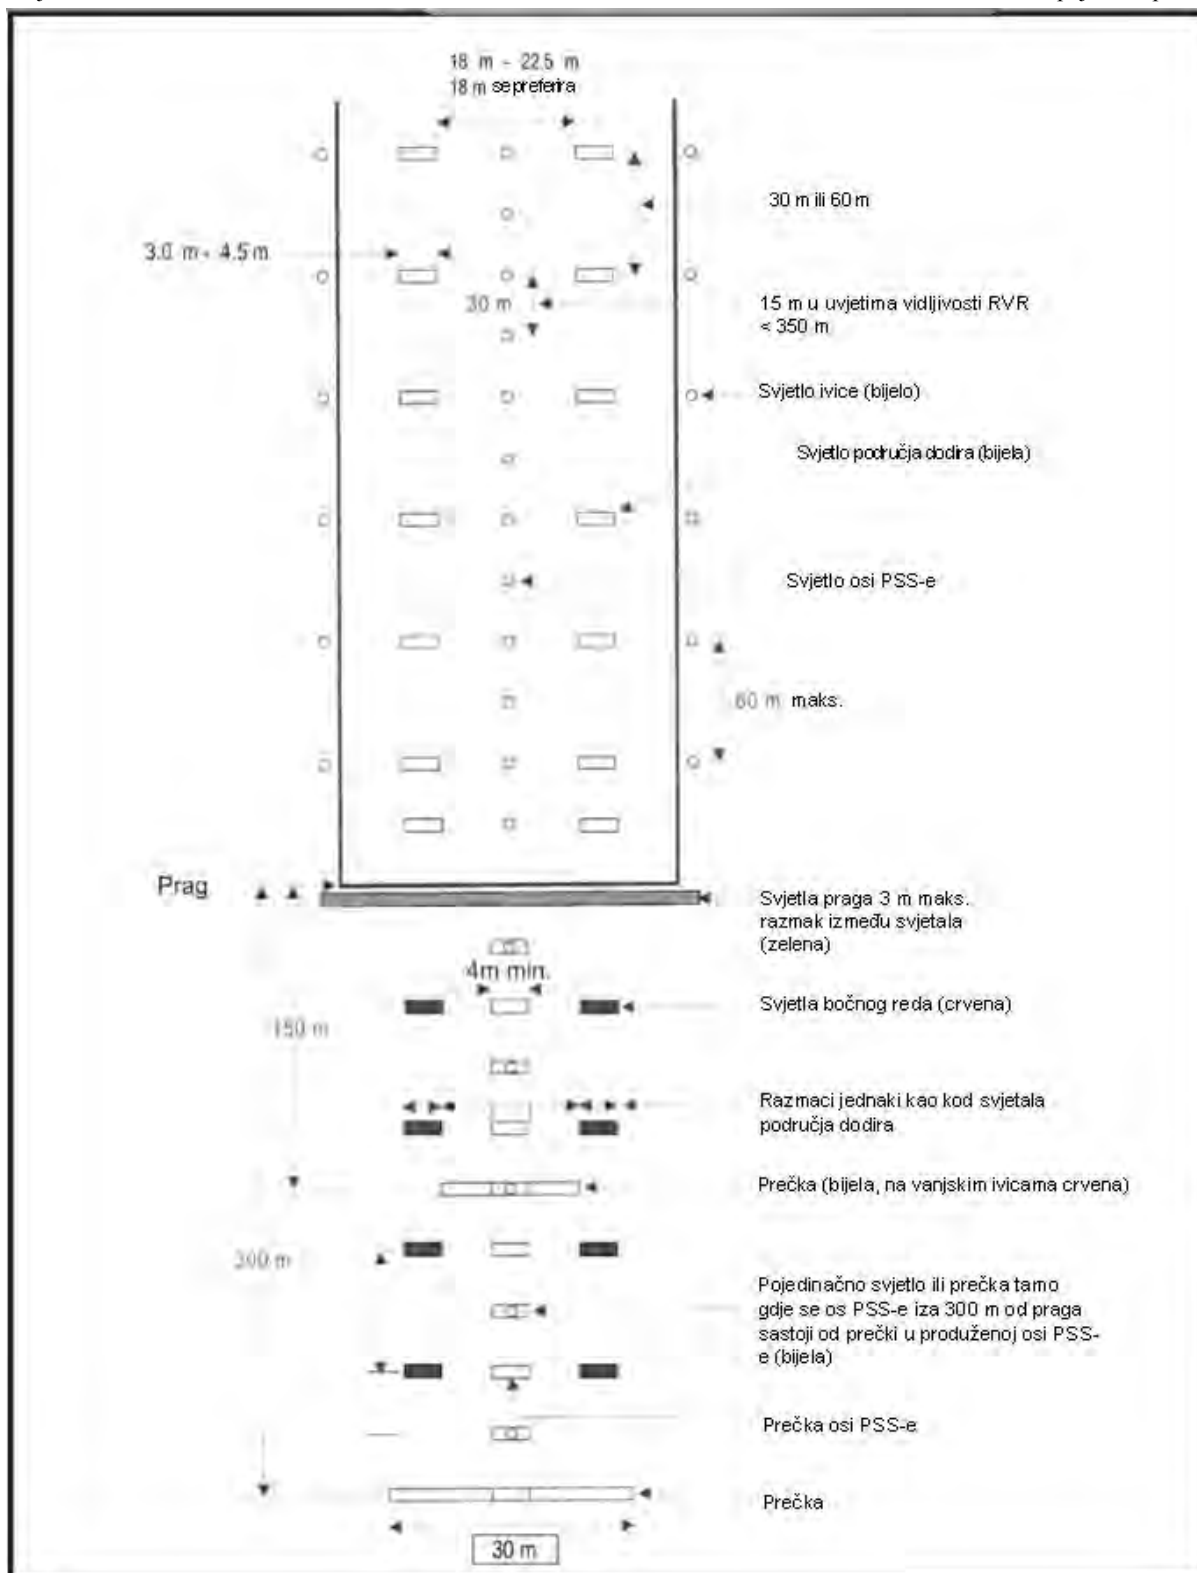 18 m - 22.5 m
18 m se preferira
30 m ili 60 m
3.0 m - 4.5 m
30 m
15 m u uvjetima vidljivosti RVR
< 350 m
Svjetlo ivice (bijelo)
Svjetlo područja dodira (bijela)
Svjetlo osi PSS-e
60 m maks.
Prag
Svjetla praga 3 m maks.
razmak između svjetala
(zelena)
4m min.
Svjetla bočnog reda (crvena)
150 m
Razmaci jednaki kao kod svjetala
područja dodira
Prečka (bijela, na vanjskim ivicama crvena)
300 m
Pojedinačno svjetlo ili prečka tamo
gdje se os PSS-e iza 300 m od praga
sastoji od prečki u produženoj osi PSS-
e (bijela)
Prečka osi PSS-e
Prečka
30 m